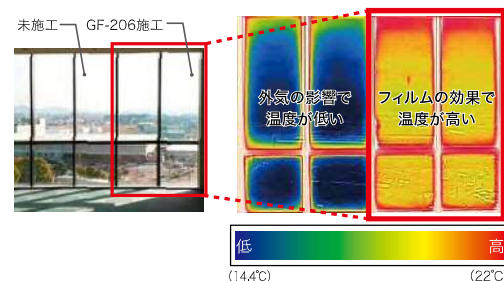 未施工
GF-206施工
外気の影響で
温度が低い
フィルムの効果で
温度が高い
低
高
(14.4℃)
(22℃)